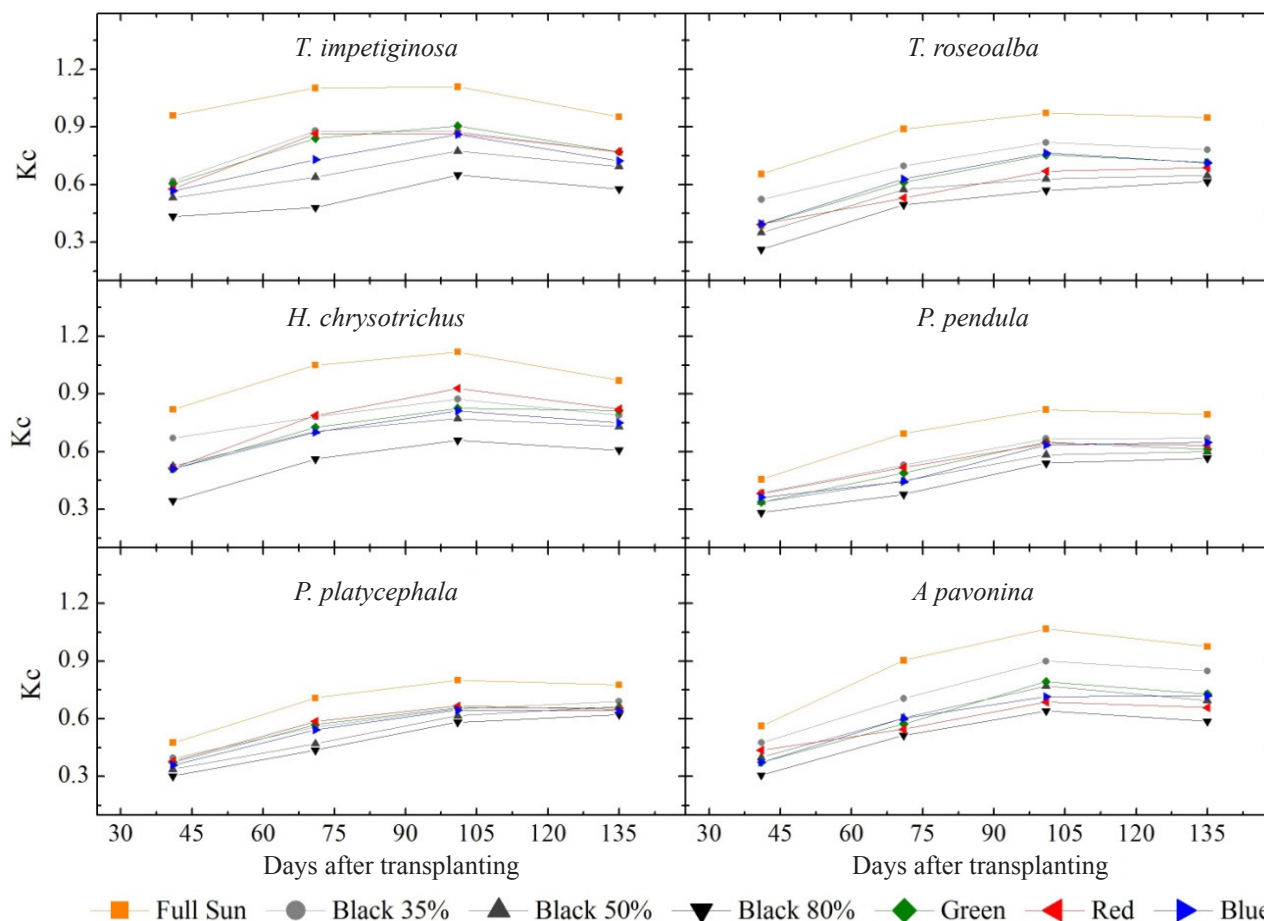 T. impetiginosa T. roseoalba
1.2
0.9
Kc
0.6
0.3
H. chrysotrichus P. pendula
1.2
0.9
Kc
0.6
0.3
P. platycephala A pavonina
1.2
0.9
Kc
0.6
0.3
30 45 60 75 90 105 120 135 30 45 60 75 90 105 120 135
Days after transplanting Days after transplanting
Full Sun Black 35% Black 50% Black 80% Green Red Blue